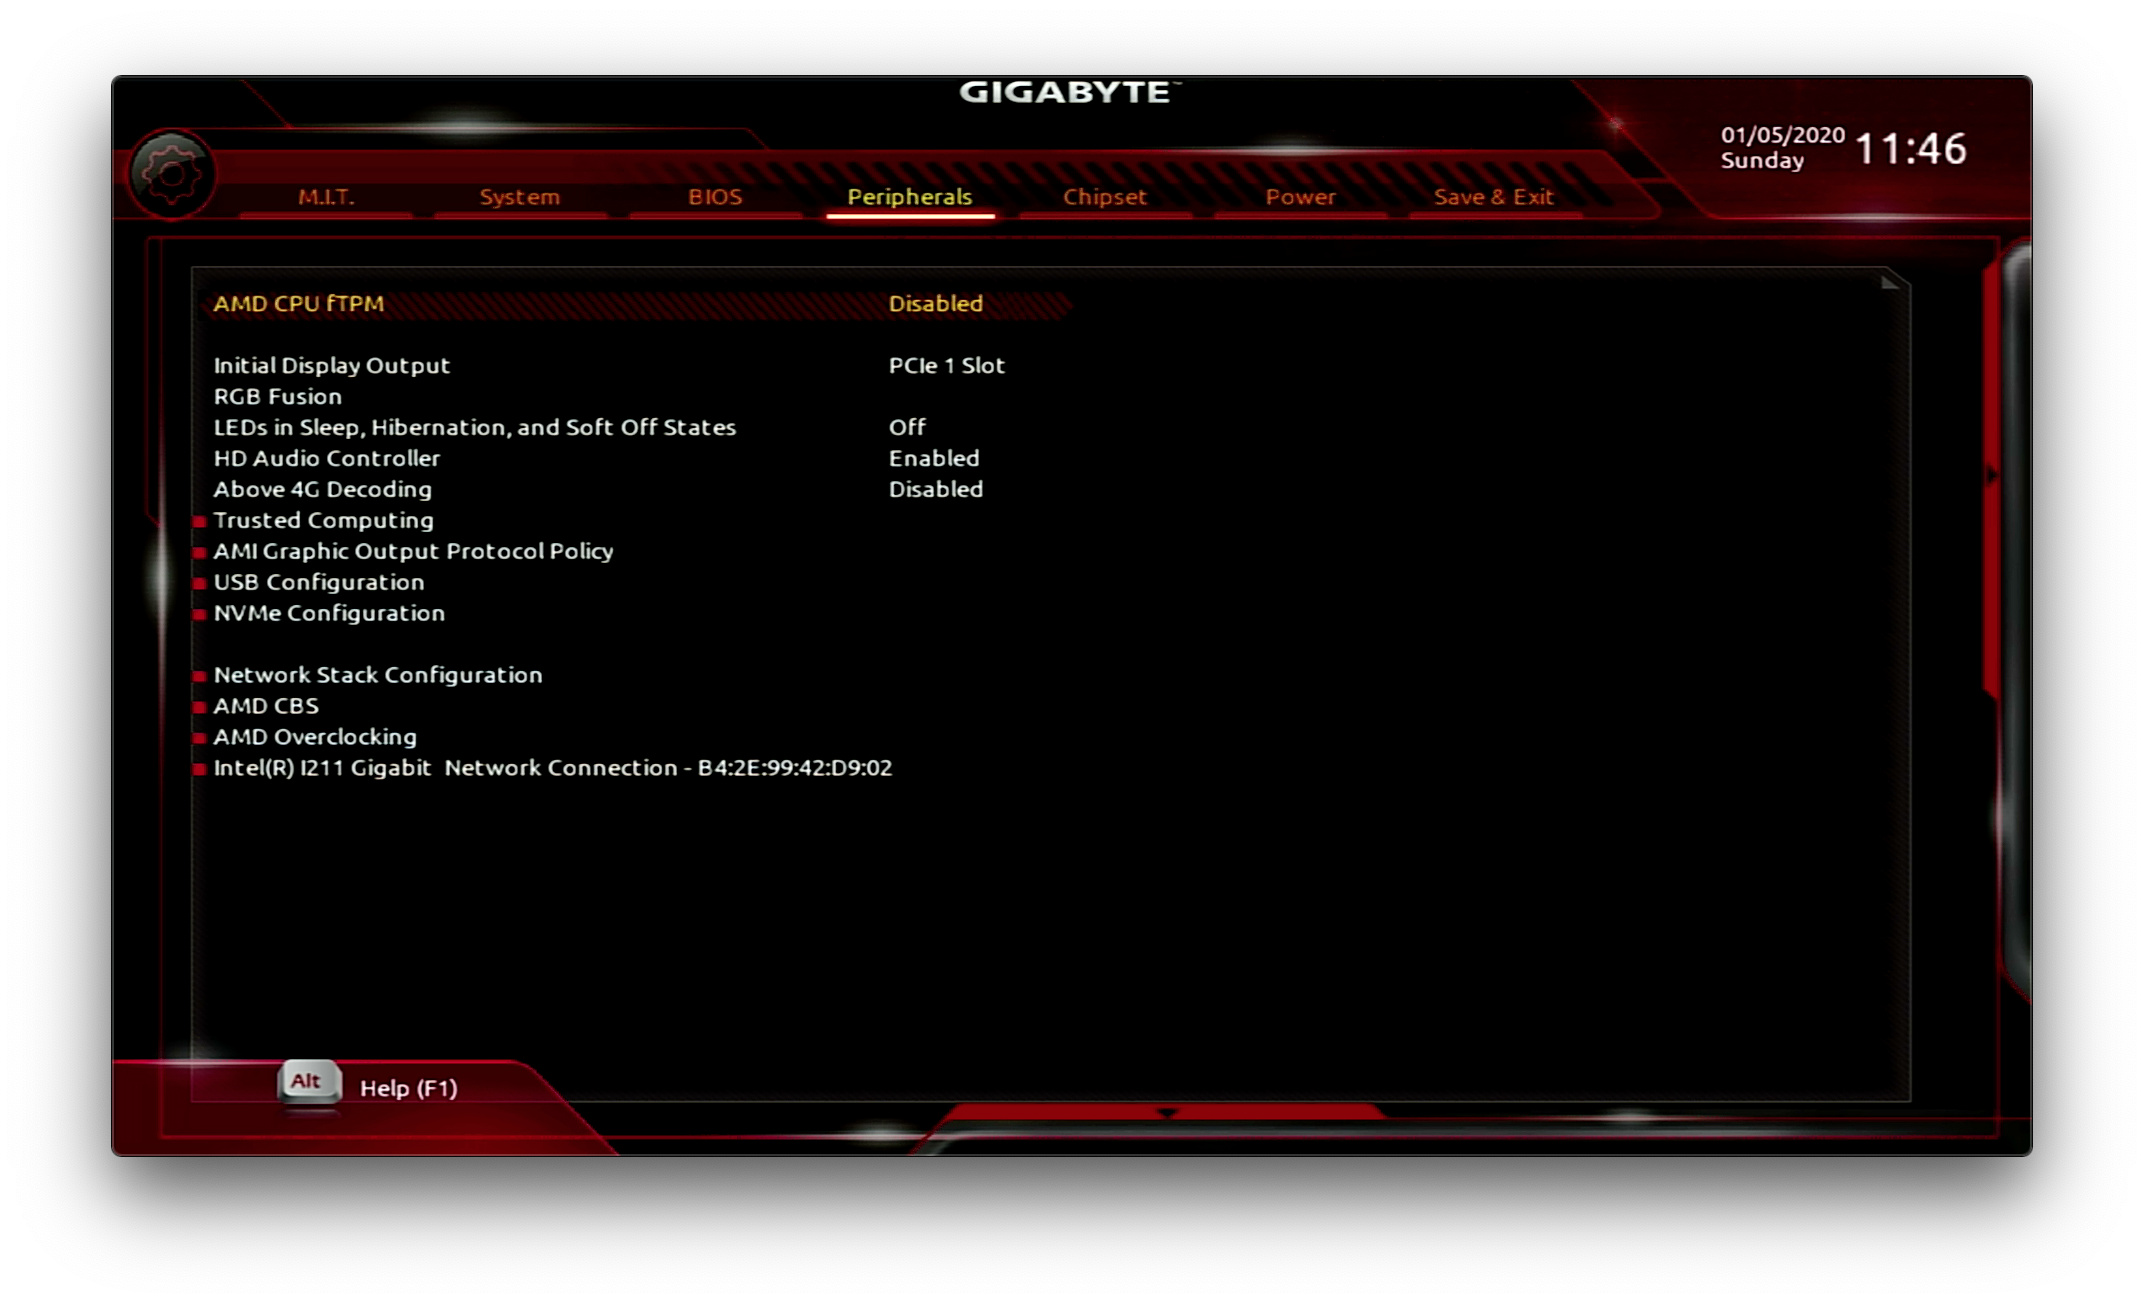 GIGABYTE™
01/05/2020 11:46
Sunday
M.I.T. System BIOS Peripherals Chipset Power Save & Exit
AMD CPU fTPM Disabled
Initial Display Output PCIe 1 Slot
RGB Fusion
LEDs in Sleep, Hibernation, and Soft Off States Off
HD Audio Controller Enabled
Above 4G Decoding Disabled
Trusted Computing
AMI Graphic Output Protocol Policy
USB Configuration
NVMe Configuration
Network Stack Configuration
AMD CBS
AMD Overclocking
Intel(R) I211 Gigabit  Network Connection - B4:2E:99:42:D9:02
Alt Help (F1)